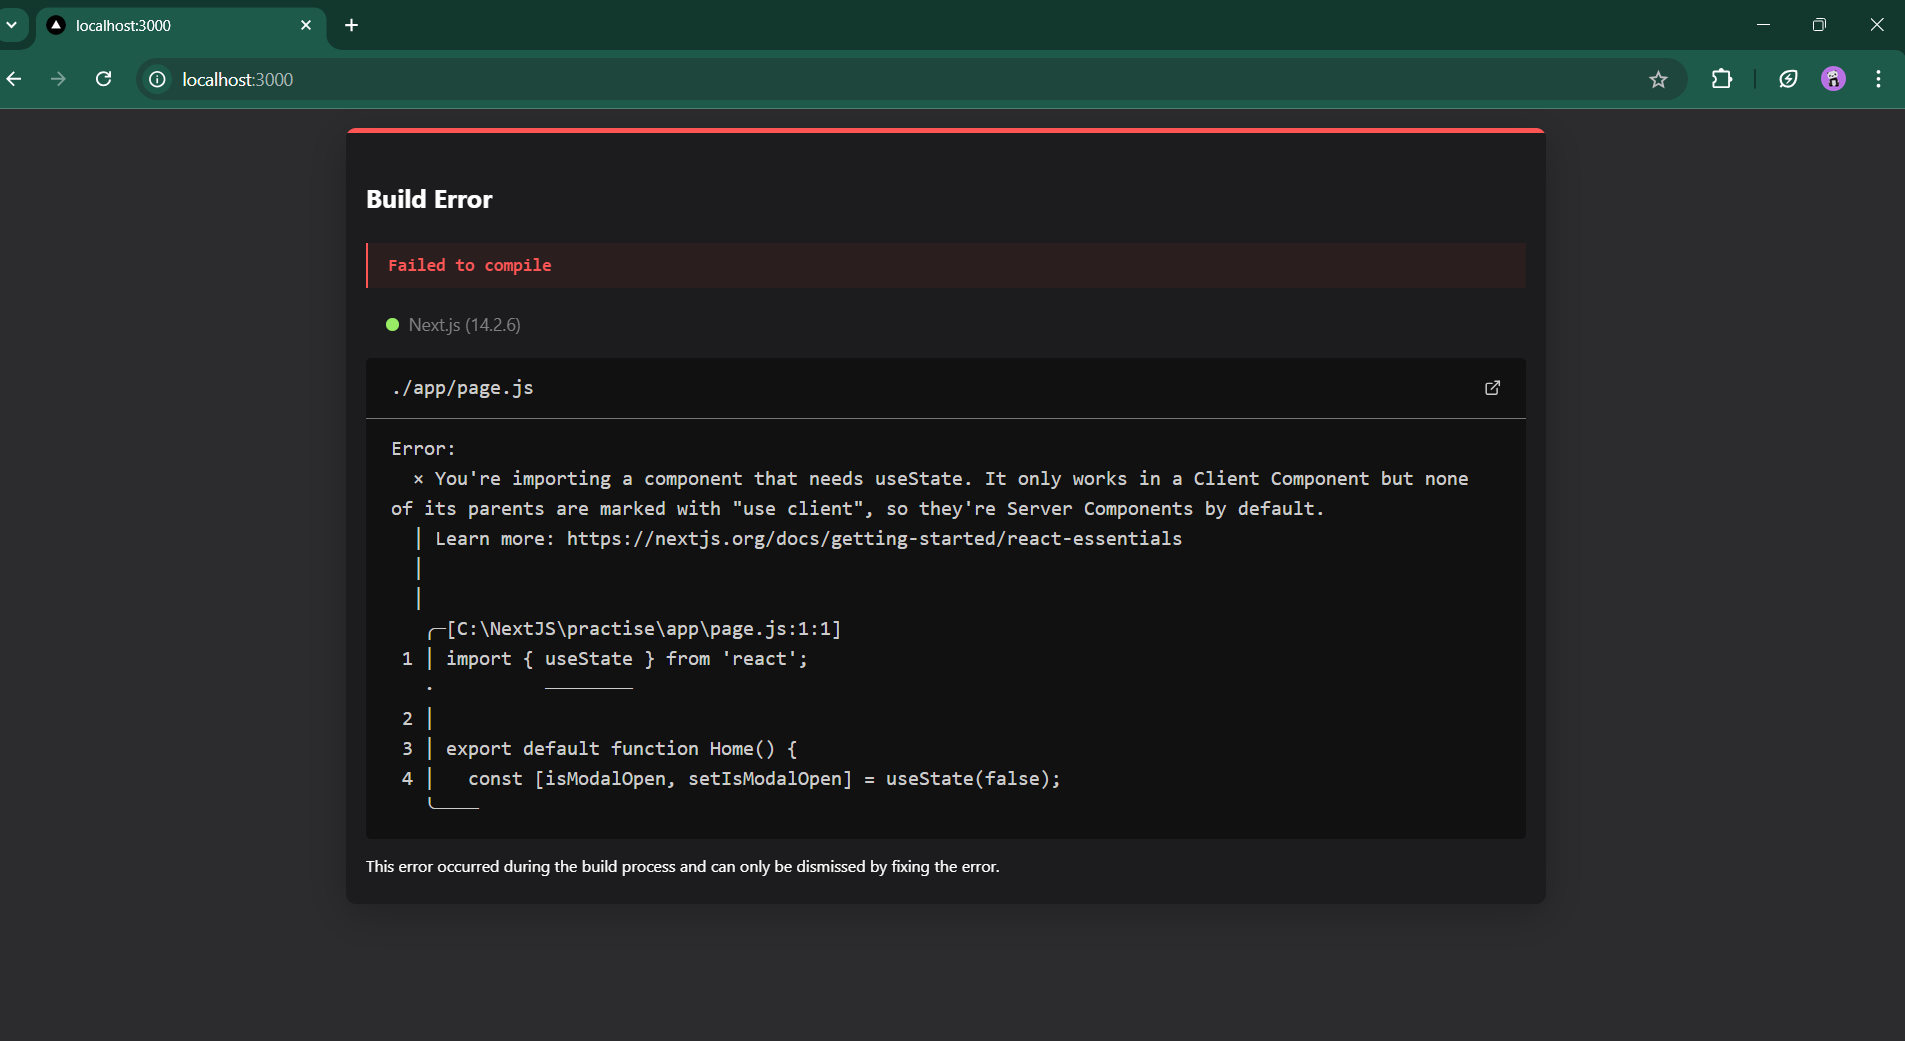 localhost:3000
localhost:3000
Build Error
Failed to compile
Next.js (14.2.6)
./app/page.js
Error:
× You're importing a component that needs useState. It only works in a Client Component but none
of its parents are marked with "use client", so they're Server Components by default.
│ Learn more: https://nextjs.org/docs/getting-started/react-essentials
│
│
╭─[C:\NextJS\practise\app\page.js:1:1]
1 │ import { useState } from 'react';
· ────────
2 │
3 │ export default function Home() {
4 │   const [isModalOpen, setIsModalOpen] = useState(false);
╰────
This error occurred during the build process and can only be dismissed by fixing the error.